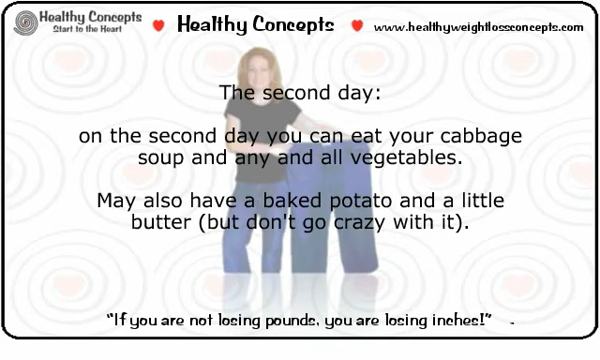 Healthy Concepts
Start to the Heart
Healthy Concepts
www.healthyweightlossconcepts.com
The second day:
on the second day you can eat your cabbage
soup and any and all vegetables.
May also have a baked potato and a little
butter (but don't go crazy with it).
“If you are not losing pounds, you are losing inches!”